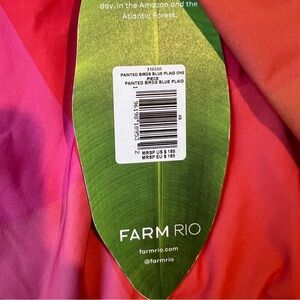 day, in the Amazon and the
Atlantic Forest.
PAINTED BIRDS BLUE PLAID ONE
PIECE
PAINTED BIRDS BLUE PLAID
XS
MRSP US $ 185
MRSP EU $ 185
FARM RIO
farmrio.com
@farmrio